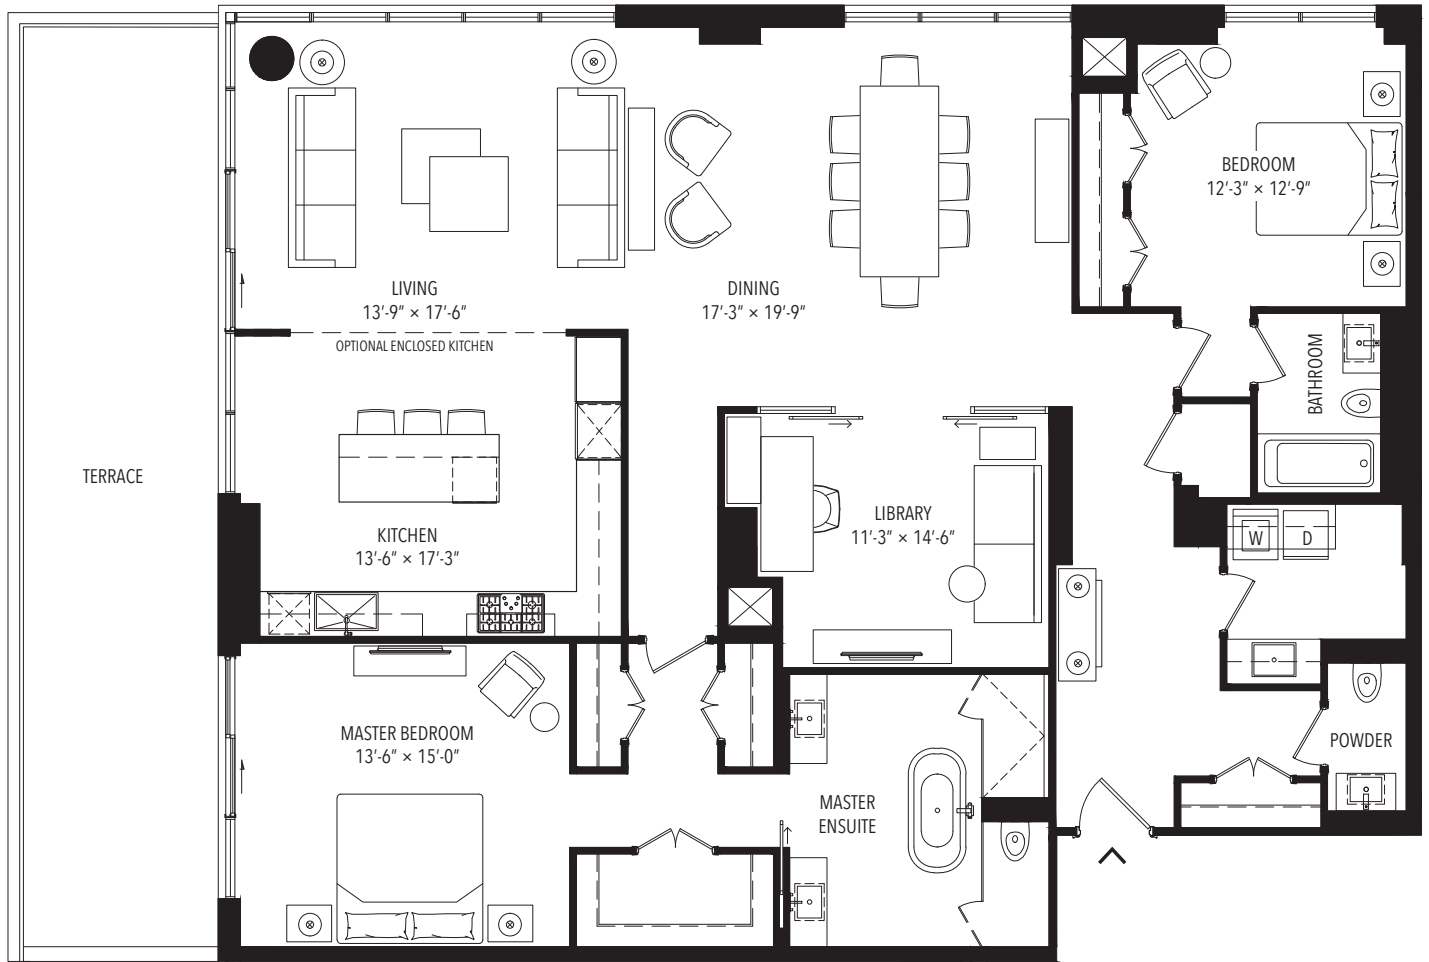 BEDROOM
12'-3" × 12'-9"
LIVING
13'-9" × 17'-6"
DINING
17'-3" × 19'-9"
OPTIONAL ENCLOSED KITCHEN
BATHROOM
TERRACE
KITCHEN
13'-6" × 17'-3"
LIBRARY
11'-3" × 14'-6"
W D
MASTER BEDROOM
13'-6" × 15'-0"
POWDER
MASTER
ENSUITE